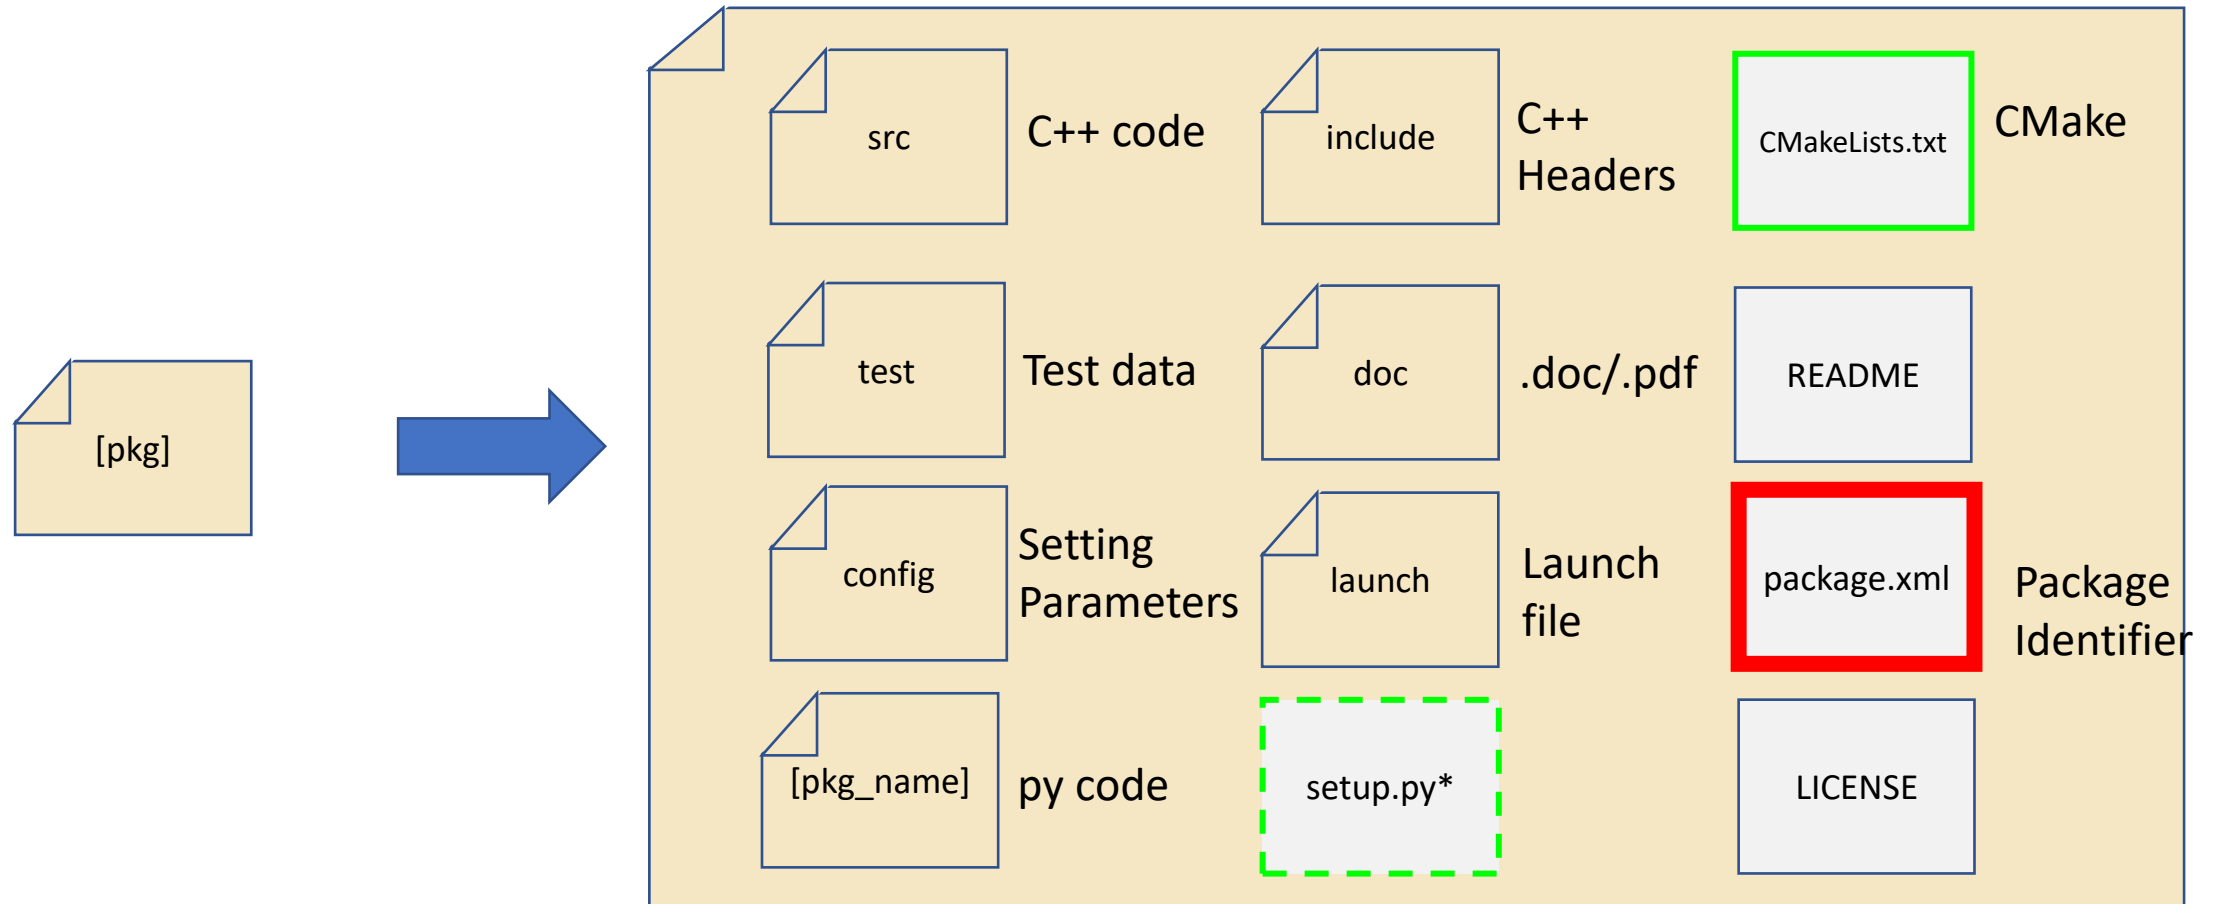 [pkg]
src
C++ code
include
C++
Headers
CMakeLists.txt
CMake
test
Test data
doc
.doc/.pdf
README
config
Setting
Parameters
launch
Launch
file
package.xml
Package
Identifier
[pkg_name]
py code
setup.py*
LICENSE